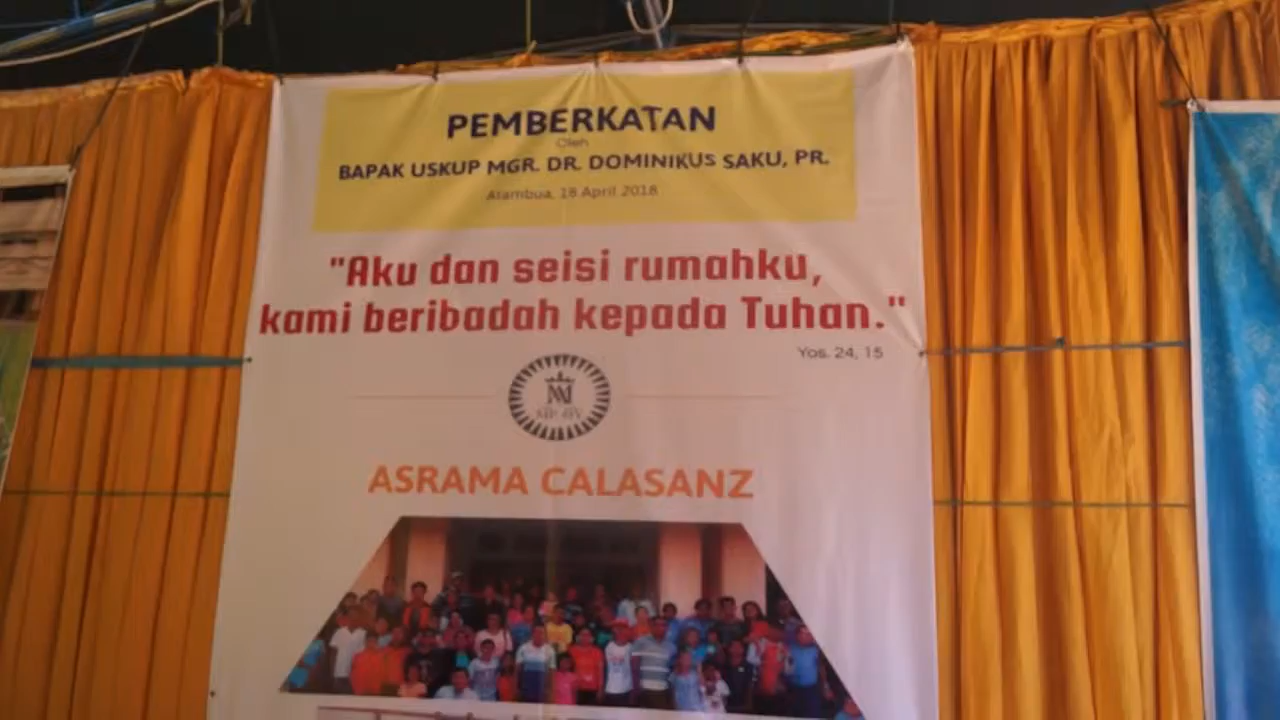 PEMBERKATAN
Oleh
BAPAK USKUP MGR. DR. DOMINIKUS SAKU, PR.
Atambua, 18 April 2018
"Aku dan seisi rumahku,
kami beribadah kepada Tuhan."
Yos. 24, 15
ASRAMA CALASANZ